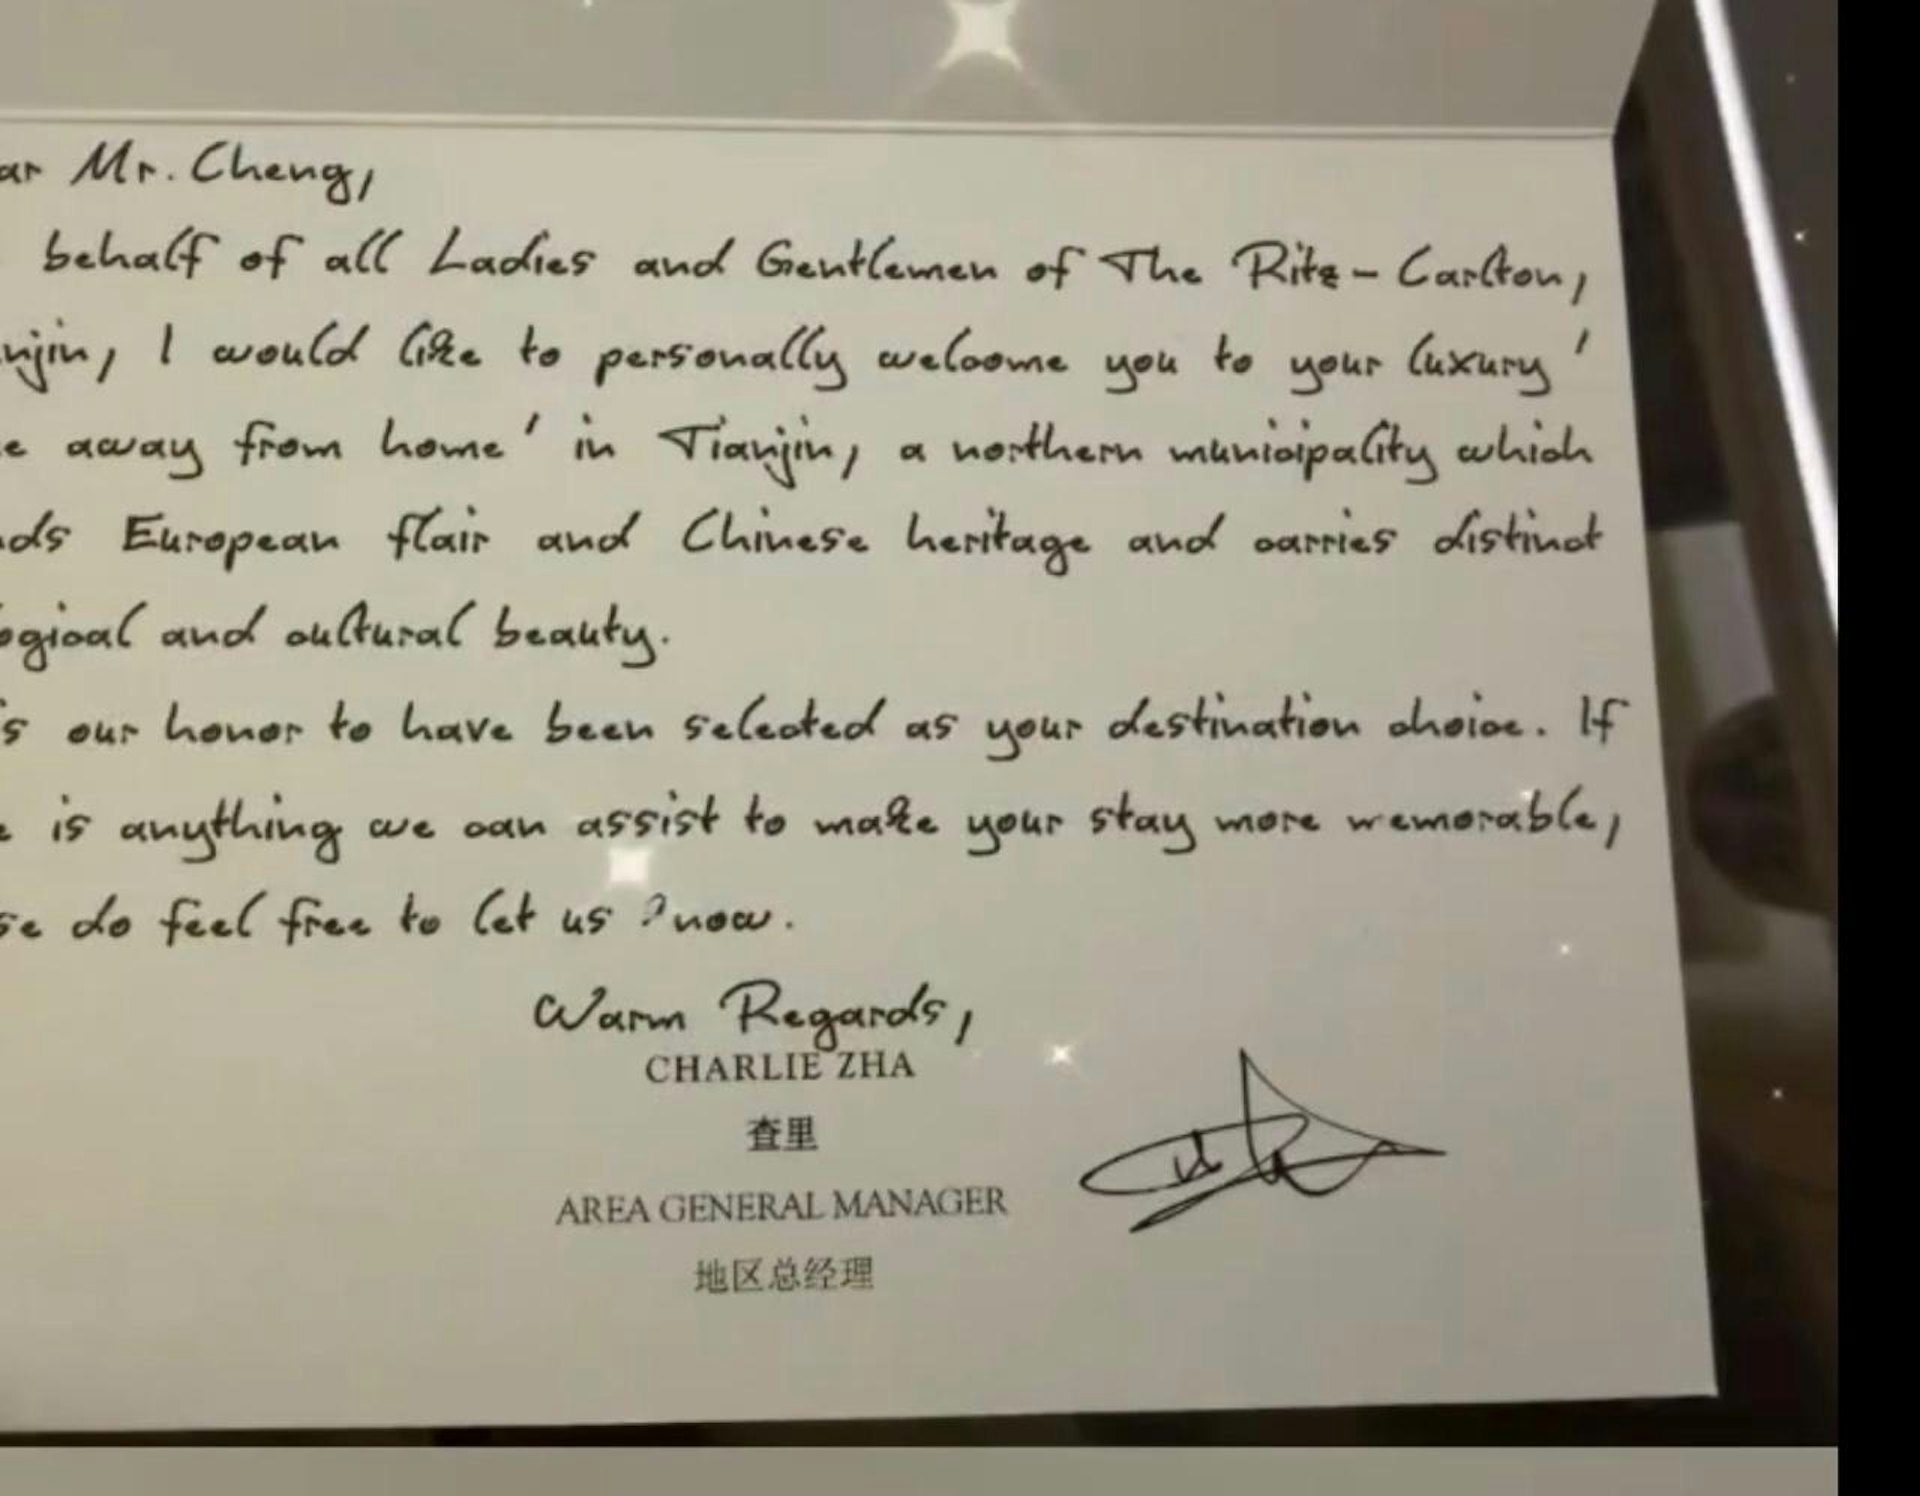 ar Mr. Cheng,
behalf of all Ladies and Gentlemen of The Ritz-Carlton,
njin, I would like to personally welcome you to your luxury '
e away from home' in Tianjin, a northern municipality which
nds European flair and Chinese heritage and carries distinct
ogical and cultural beauty.
s our honor to have been selected as your destination choice. If
e is anything we can assist to make your stay more memorable,
se do feel free to let us know.
Warm Regards,
CHARLIE ZHA
查里
AREA GENERAL MANAGER
地区总经理